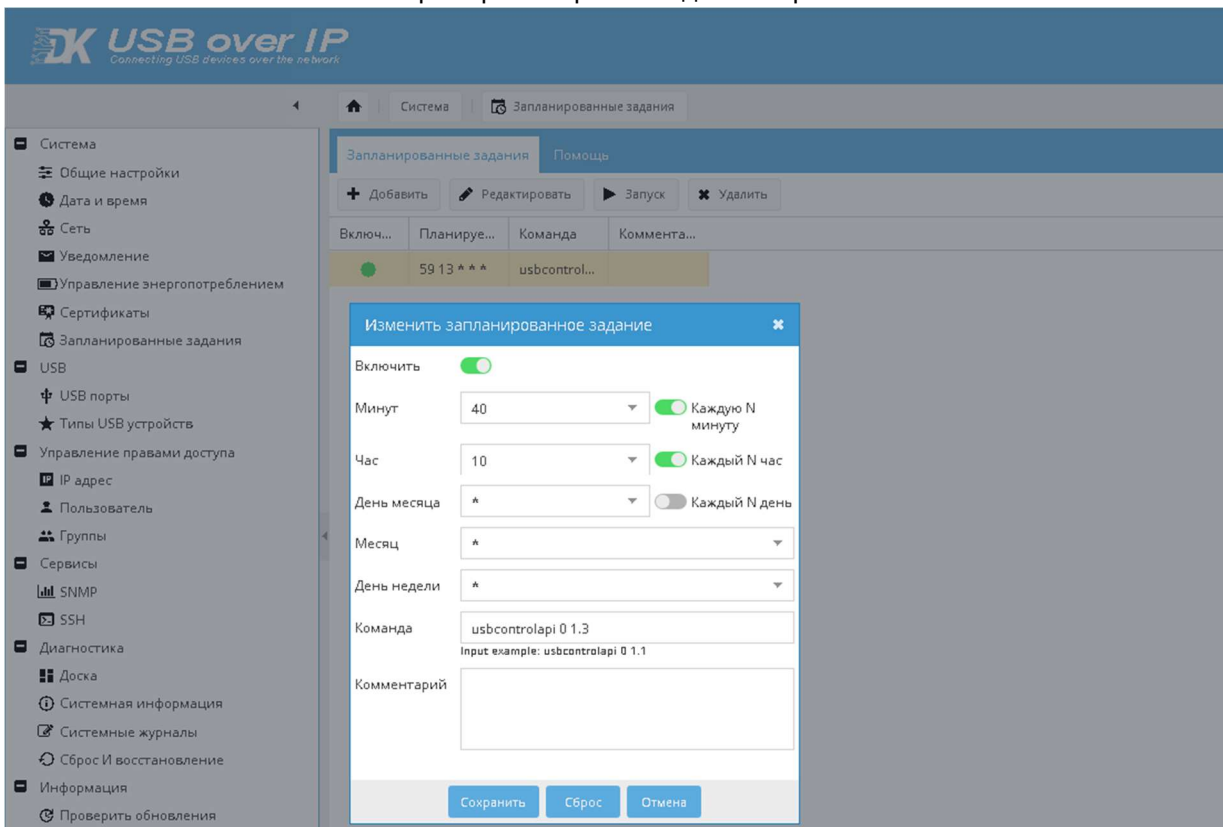 DK USB over IP
Connecting USB devices over the network
Система
Запланированные задания
Система
Общие настройки
Дата и время
Сеть
Уведомление
Управление энергопотреблением
Сертификаты
Запланированные задания
USB
USB порты
Типы USB устройств
Управление правами доступа
IP адрес
Пользователь
Группы
Сервисы
SNMP
SSH
Диагностика
Доска
Системная информация
Системные журналы
Сброс И восстановление
Информация
Проверить обновления
Запланированные задания Помощь
Добавить Редактировать Запуск Удалить
Включ... Планируе... Команда Коммента...
59 13 * * * usbcontrol...
Изменить запланированное задание
Включить
Минут 40 Каждую N минуту
Час 10 Каждый N час
День месяца * Каждый N день
Месяц *
День недели *
Команда usbcontrolapi 0 1.3
Input example: usbcontrolapi 0 1.1
Комментарий
Сохранить Сброс Отмена